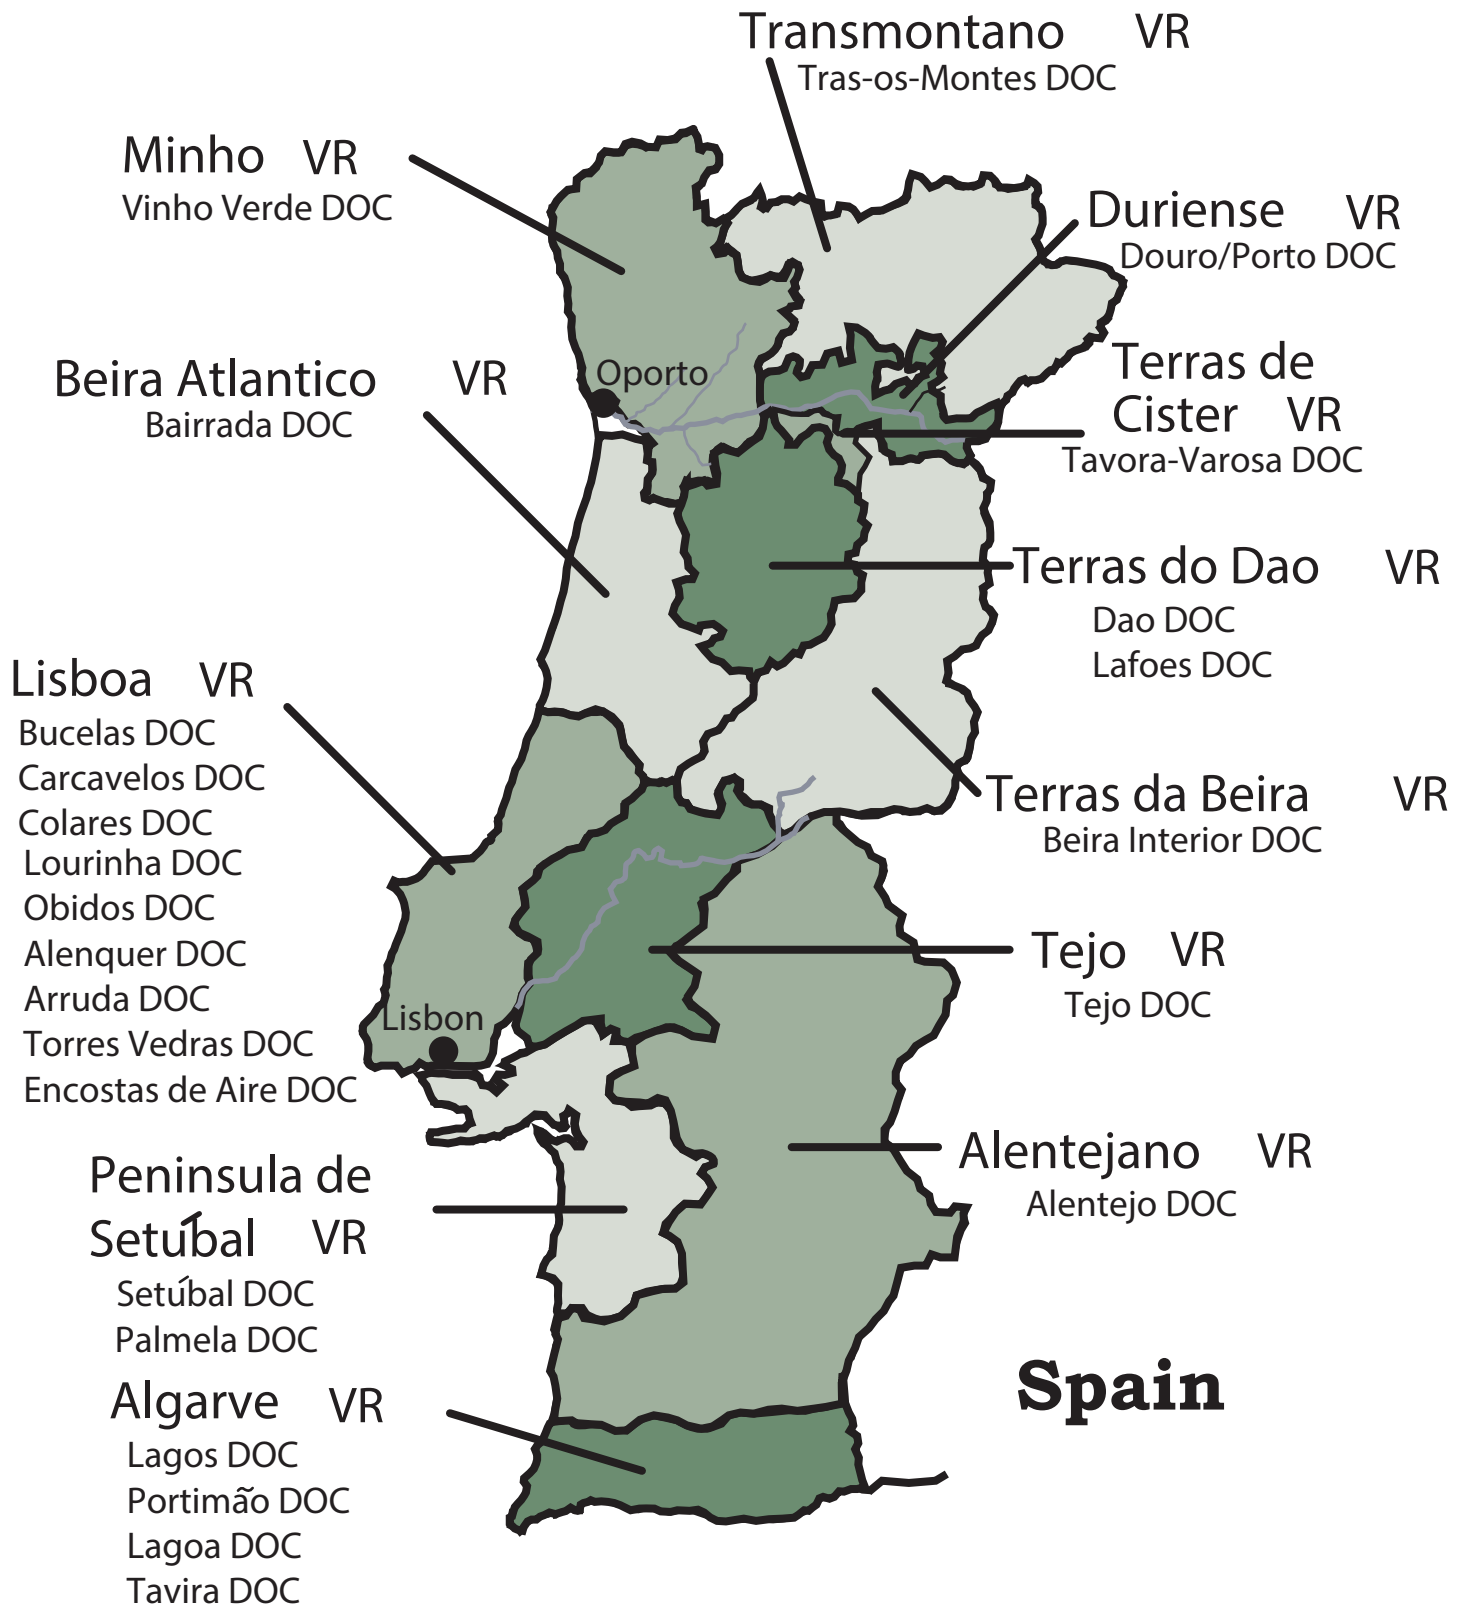 Transmontano VR
Tras-os-Montes DOC
Minho VR
Vinho Verde DOC
Duriense VR
Douro/Porto DOC
Beira Atlantico VR
Bairrada DOC
Oporto
Terras de
Cister VR
Tavora-Varosa DOC
Terras do Dao VR
Dao DOC
Lafoes DOC
Lisboa VR
Bucelas DOC
Carcavelos DOC
Colares DOC
Lourinha DOC
Obidos DOC
Alenquer DOC
Arruda DOC
Torres Vedras DOC
Encostas de Aire DOC
Terras da Beira VR
Beira Interior DOC
Tejo VR
Tejo DOC
Lisbon
Alentejano VR
Alentejo DOC
Peninsula de
Setúbal VR
Setúbal DOC
Palmela DOC
Algarve VR
Lagos DOC
Portimão DOC
Lagoa DOC
Tavira DOC
Spain